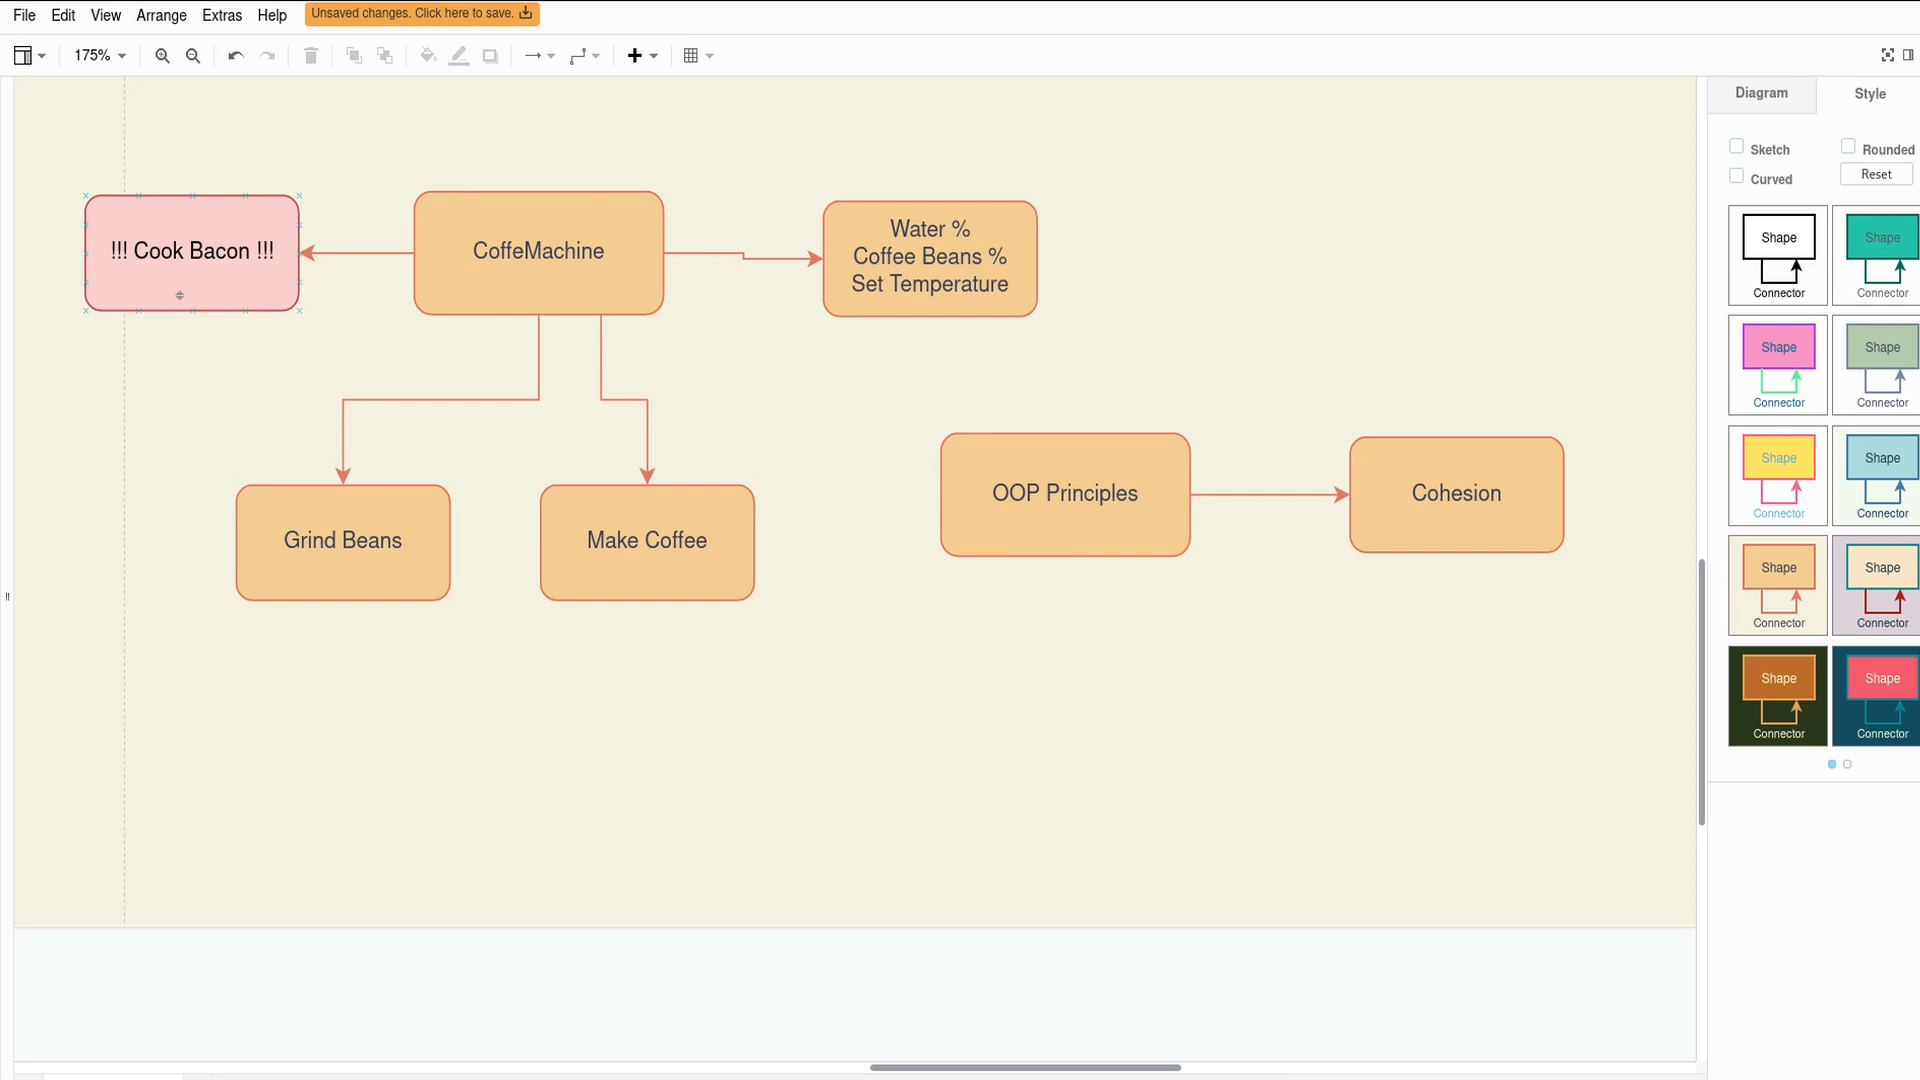 File Edit View Arrange Extras Help Unsaved changes. Click here to save.
175%
Diagram Style
Sketch Rounded
Curved Reset
!!! Cook Bacon !!!
CoffeMachine
Water %
Coffee Beans %
Set Temperature
Grind Beans
Make Coffee
OOP Principles
Cohesion
Shape Shape
Connector Connector
Shape Shape
Connector Connector
Shape Shape
Connector Connector
Shape Shape
Connector Connector
Shape Shape
Connector Connector